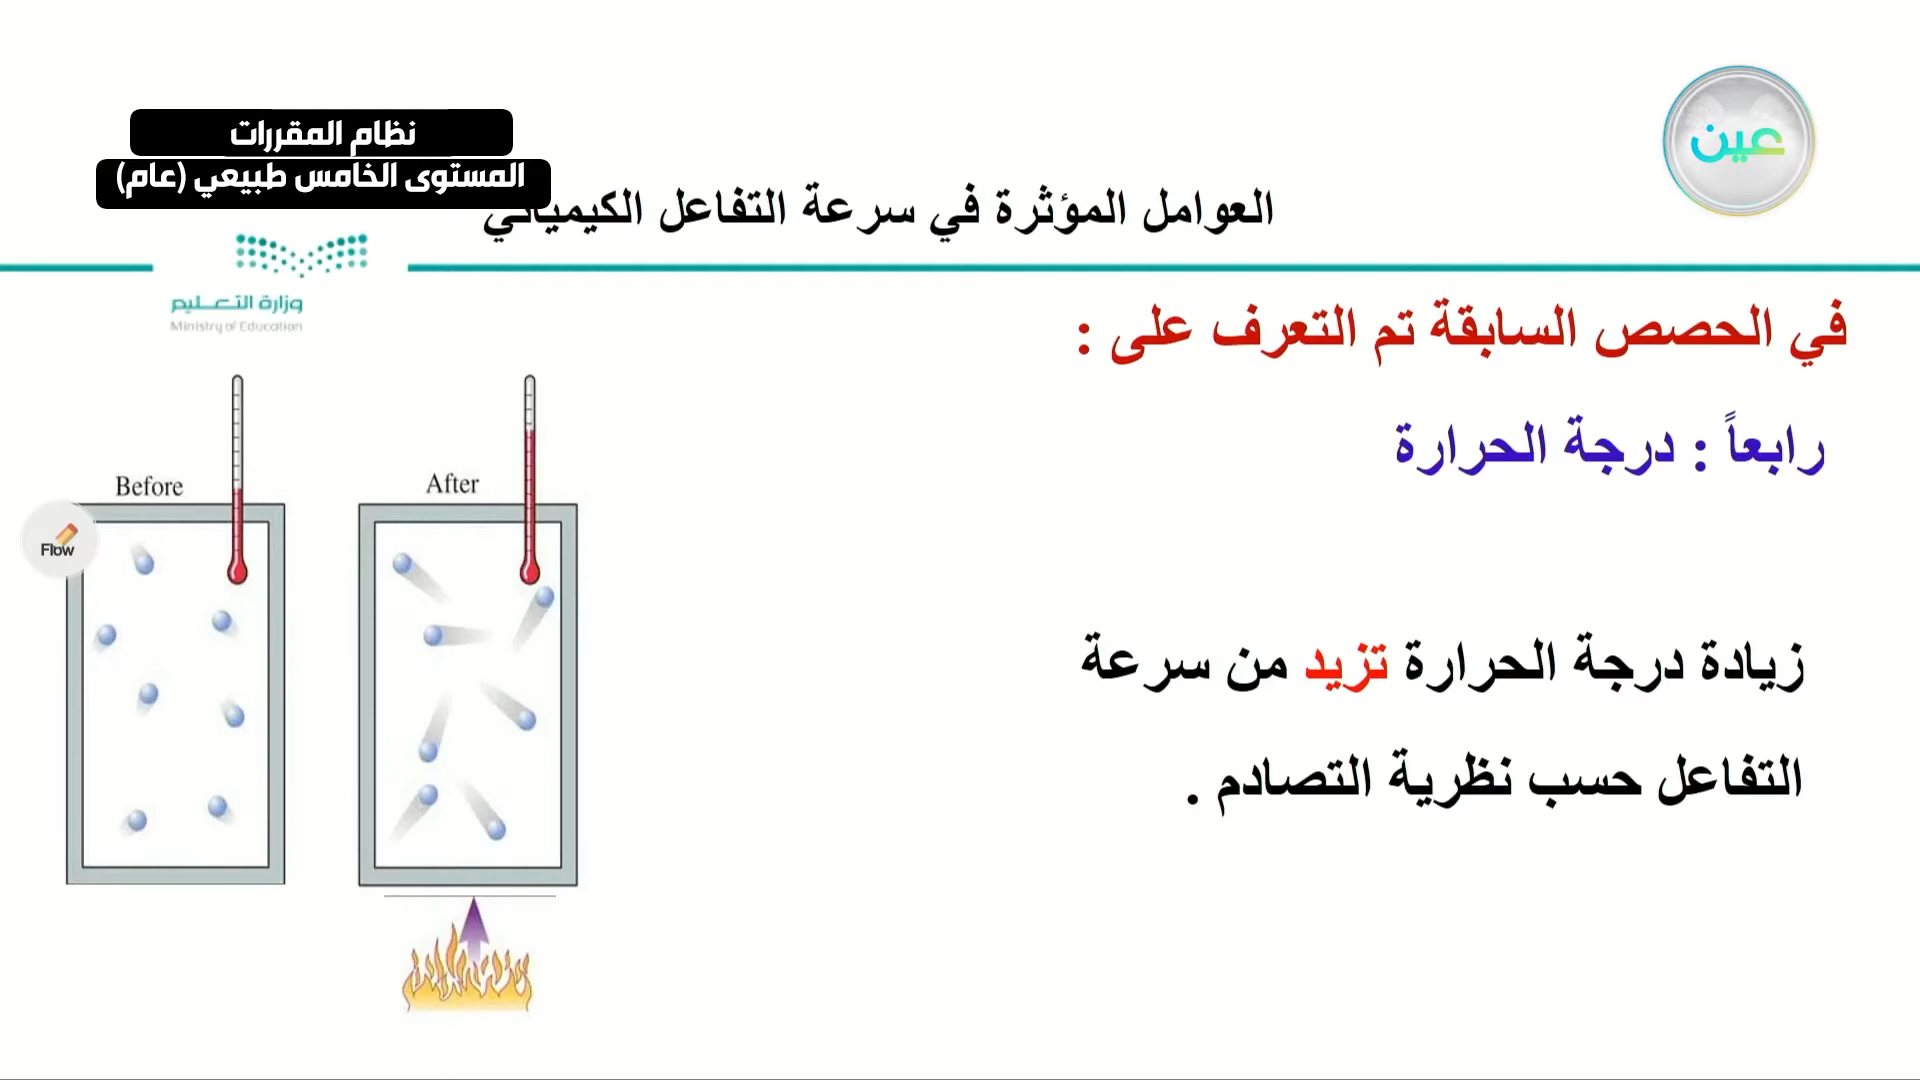 نظام المقررات
المستوى الخامس طبيعي (عام)
عين
العوامل المؤثرة في سرعة التفاعل الكيميائي
وزارة التعليم
Ministry of Education
في الحصص السابقة تم التعرف على :
رابعاً : درجة الحرارة
Before
After
Flow
زيادة درجة الحرارة تزيد من سرعة
التفاعل حسب نظرية التصادم .